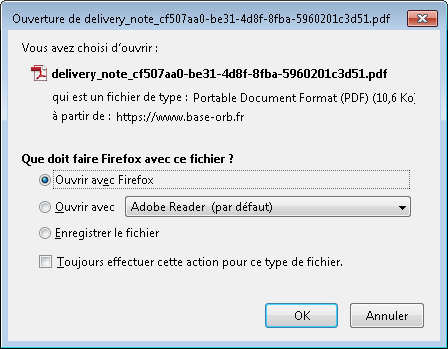 Ouverture de delivery_note_cf507aa0-be31-4d8f-8fba-5960201c3d51.pdf
Vous avez choisi d'ouvrir :
delivery_note_cf507aa0-be31-4d8f-8fba-5960201c3d51.pdf
qui est un fichier de type : Portable Document Format (PDF) (10,6 Ko)
à partir de : https://www.base-orb.fr
Que doit faire Firefox avec ce fichier ?
Ouvrir avec Firefox
Ouvrir avec Adobe Reader (par défaut)
Enregistrer le fichier
Toujours effectuer cette action pour ce type de fichier.
OK Annuler